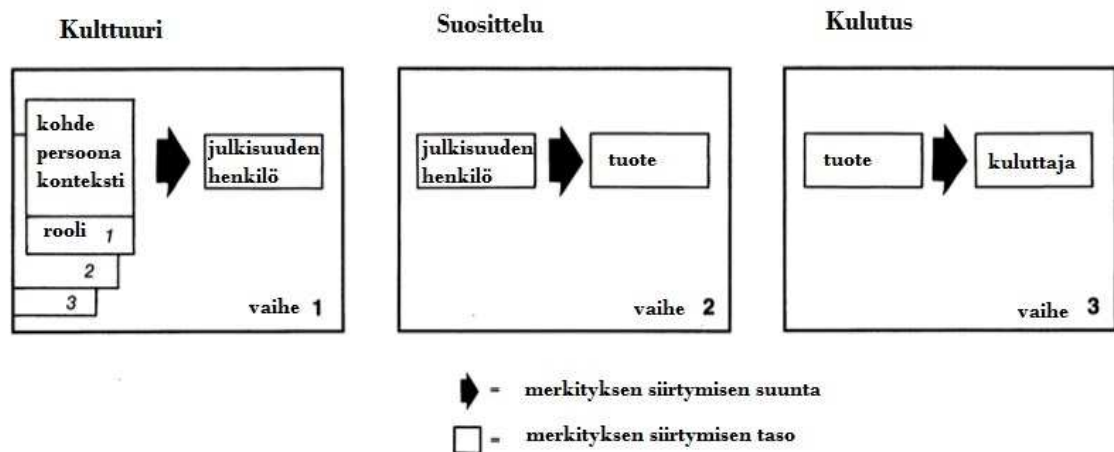 Kulttuuri
Suosittelu
Kulutus
kohde
persoona
konteksti
rooli 1
2
3
julkisuuden
henkilö
vaihe 1
julkisuuden
henkilö
tuote
vaihe 2
tuote
kuluttaja
vaihe 3
= merkityksen siirtymisen suunta
= merkityksen siirtymisen taso